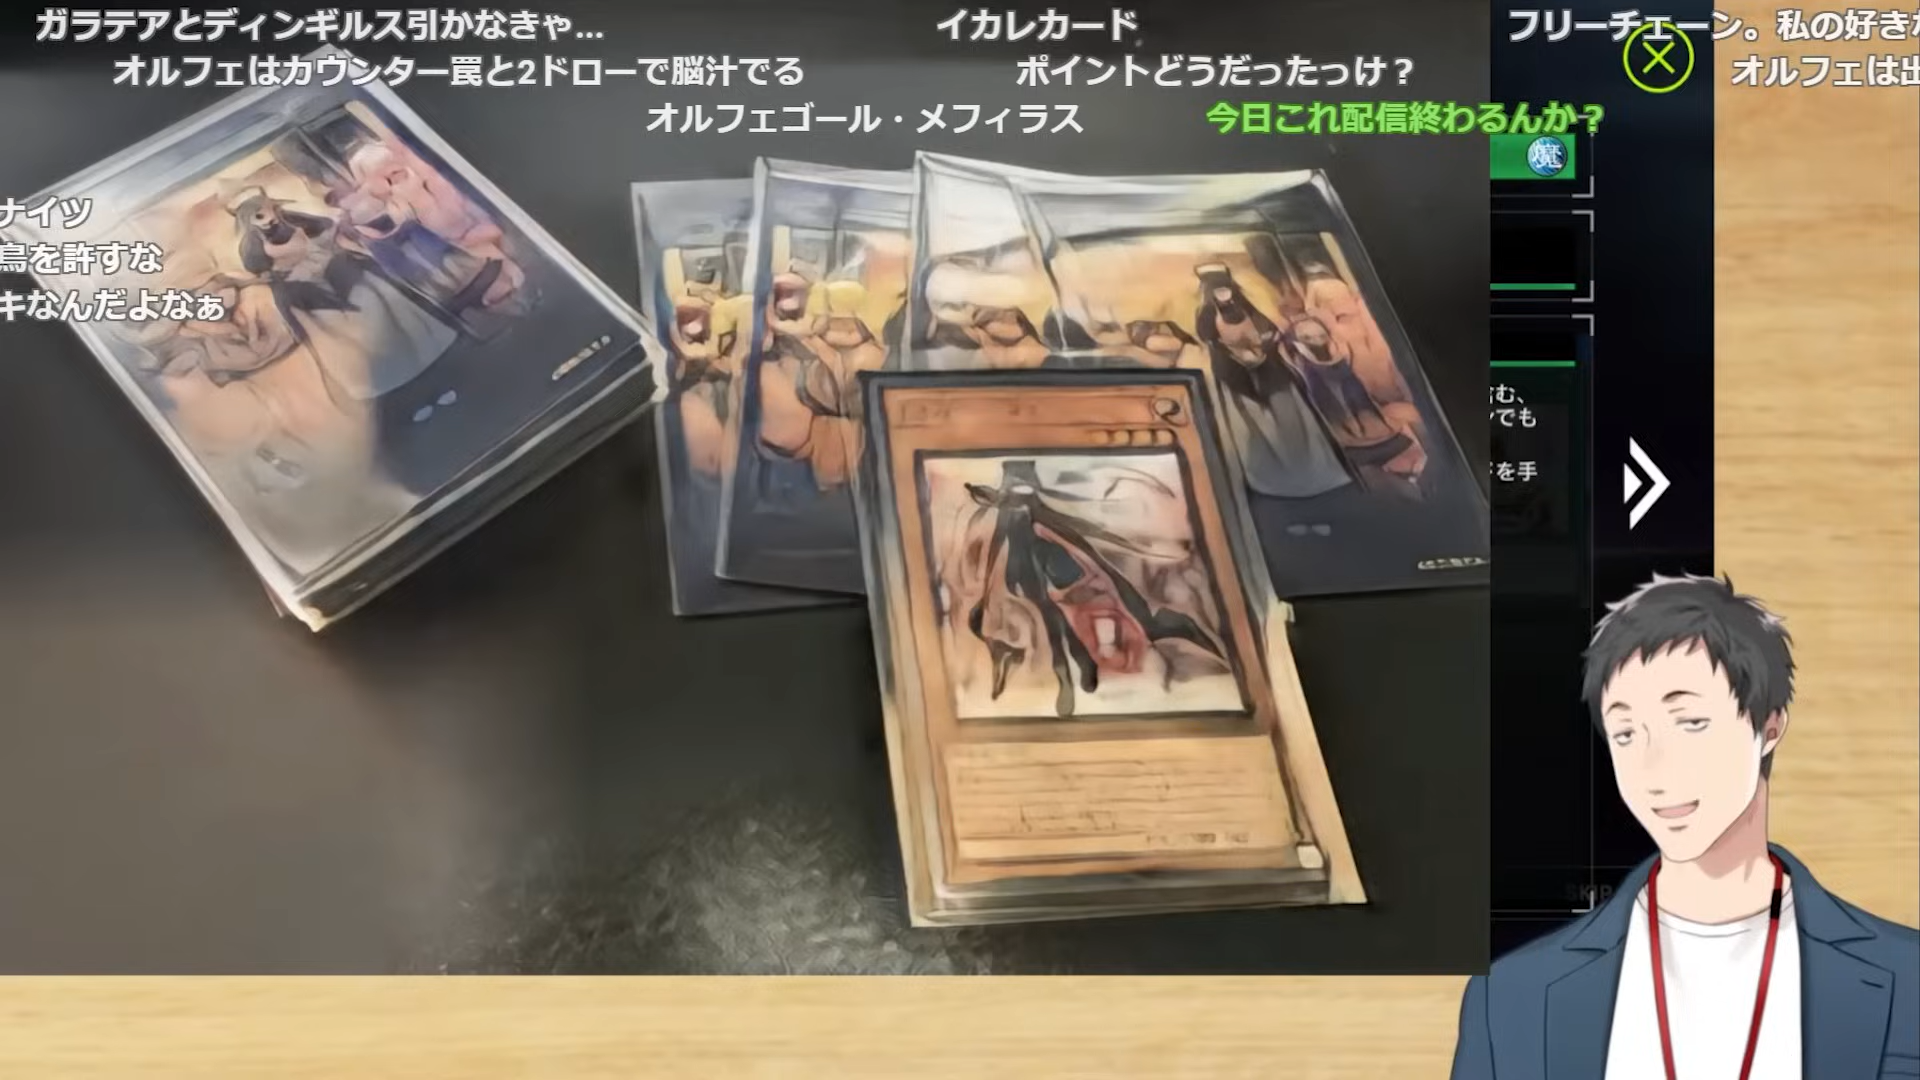 ガラテアとディンギルス引かなきゃ...
イカレカード
フリーチェーン。私の好きな
オルフェはカウンター罠と2ドローで脳汁でる
ポイントどうだったっけ？
オルフェは出
オルフェゴール・メフィラス
今日これ配信終わるんか？
魔
ナイツ
鳥を許すな
キなんだよなぁ
含む、
でも
を手
SKIP